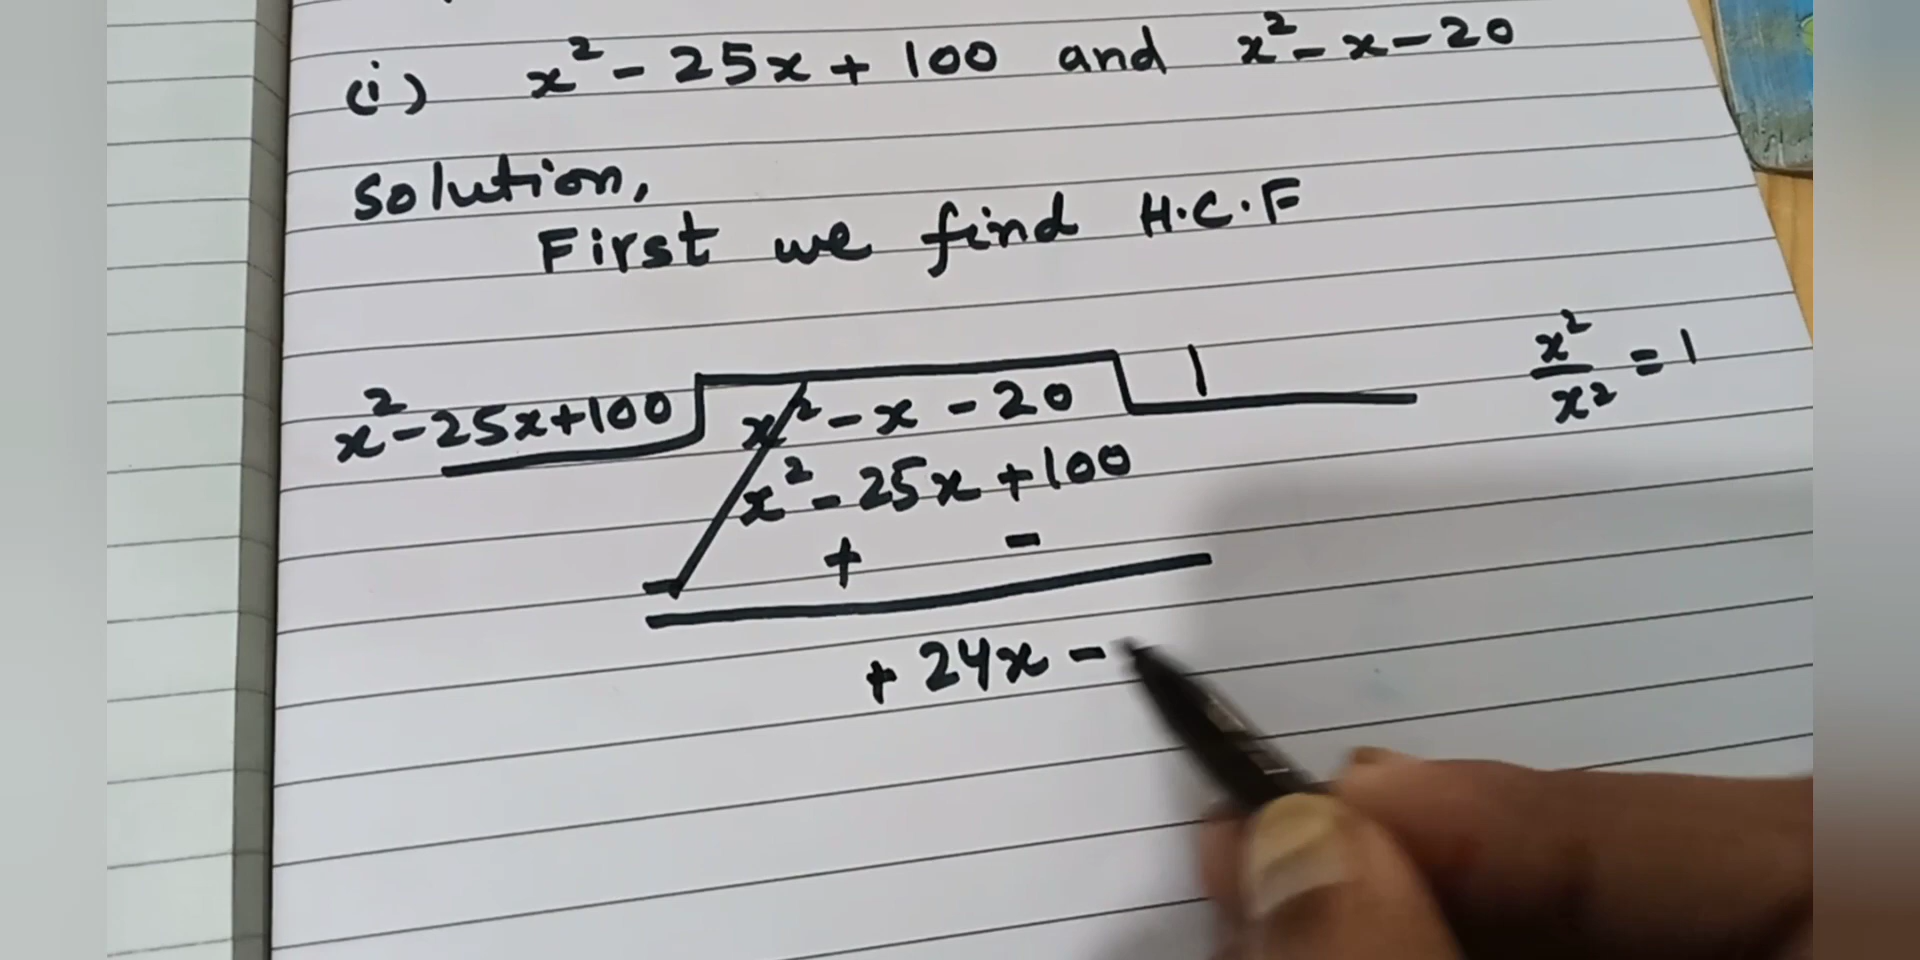 (i) x² - 25x + 100 and x² - x - 20
Solution,
First we find H.C.F
x² - 25x + 100 x² - x - 20 1
x² / x² = 1
x² - 25x + 100
- + -
+ 24x -